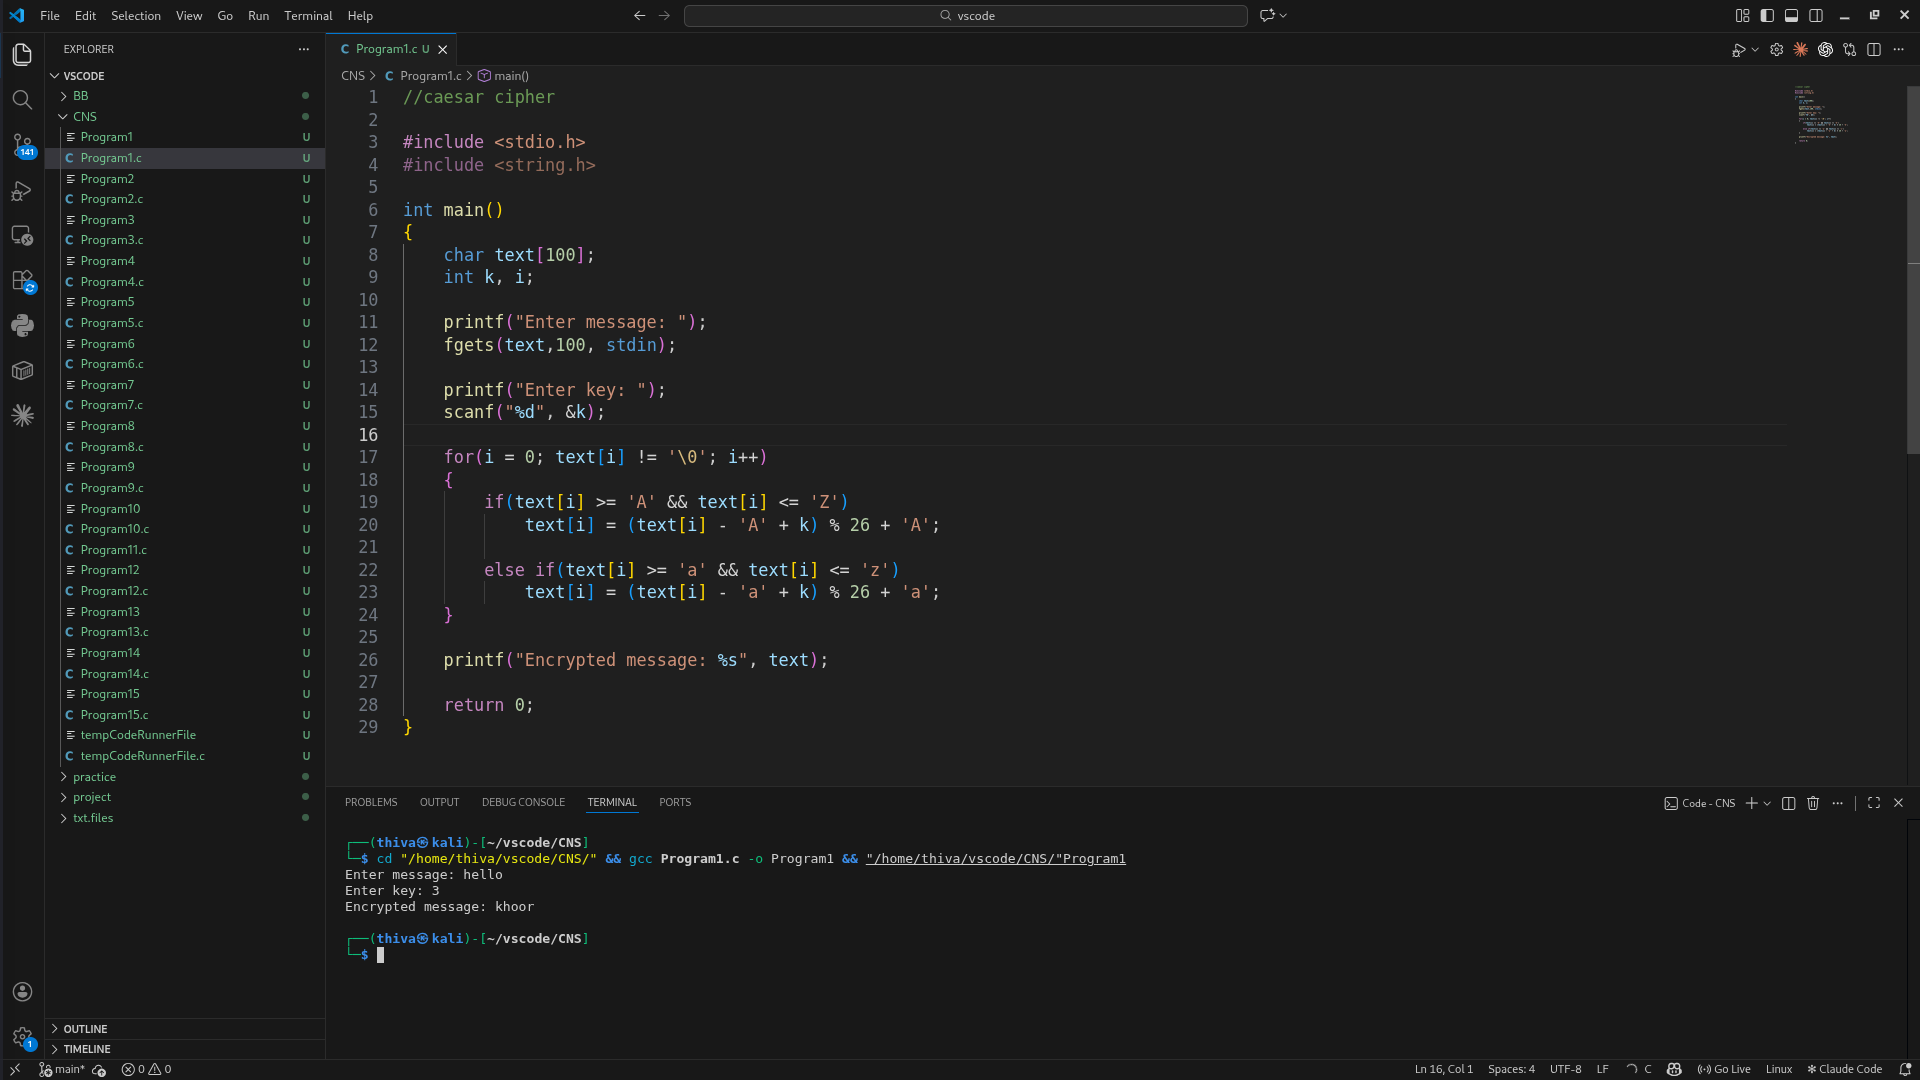 File Edit Selection View Go Run Terminal Help
vscode
EXPLORER
VSCODE
BB
CNS
Program1 U
Program1.c U
Program2 U
Program2.c U
Program3 U
Program3.c U
Program4 U
Program4.c U
Program5 U
Program5.c U
Program6 U
Program6.c U
Program7 U
Program7.c U
Program8 U
Program8.c U
Program9 U
Program9.c U
Program10 U
Program10.c U
Program11.c U
Program12 U
Program12.c U
Program13 U
Program13.c U
Program14 U
Program14.c U
Program15 U
Program15.c U
tempCodeRunnerFile U
tempCodeRunnerFile.c U
practice
project
txt.files
OUTLINE
TIMELINE
141
1
C Program1.c U
CNS > C Program1.c > main()
1 //caesar cipher
2
3 #include <stdio.h>
4 #include <string.h>
5
6 int main()
7 {
8 char text[100];
9 int k, i;
10
11 printf("Enter message: ");
12 fgets(text,100, stdin);
13
14 printf("Enter key: ");
15 scanf("%d", &k);
16
17 for(i = 0; text[i] != '\0'; i++)
18 {
19 if(text[i] >= 'A' && text[i] <= 'Z')
20 text[i] = (text[i] - 'A' + k) % 26 + 'A';
21
22 else if(text[i] >= 'a' && text[i] <= 'z')
23 text[i] = (text[i] - 'a' + k) % 26 + 'a';
24 }
25
26 printf("Encrypted message: %s", text);
27
28 return 0;
29 }
PROBLEMS OUTPUT DEBUG CONSOLE TERMINAL PORTS
Code - CNS
┌──(thiva㉿kali)-[~/vscode/CNS]
└─$ cd "/home/thiva/vscode/CNS/" && gcc Program1.c -o Program1 && "/home/thiva/vscode/CNS/"Program1
Enter message: hello
Enter key: 3
Encrypted message: khoor
┌──(thiva㉿kali)-[~/vscode/CNS]
└─$
main* 0 0
Ln 16, Col 1 Spaces: 4 UTF-8 LF C Go Live Linux Claude Code